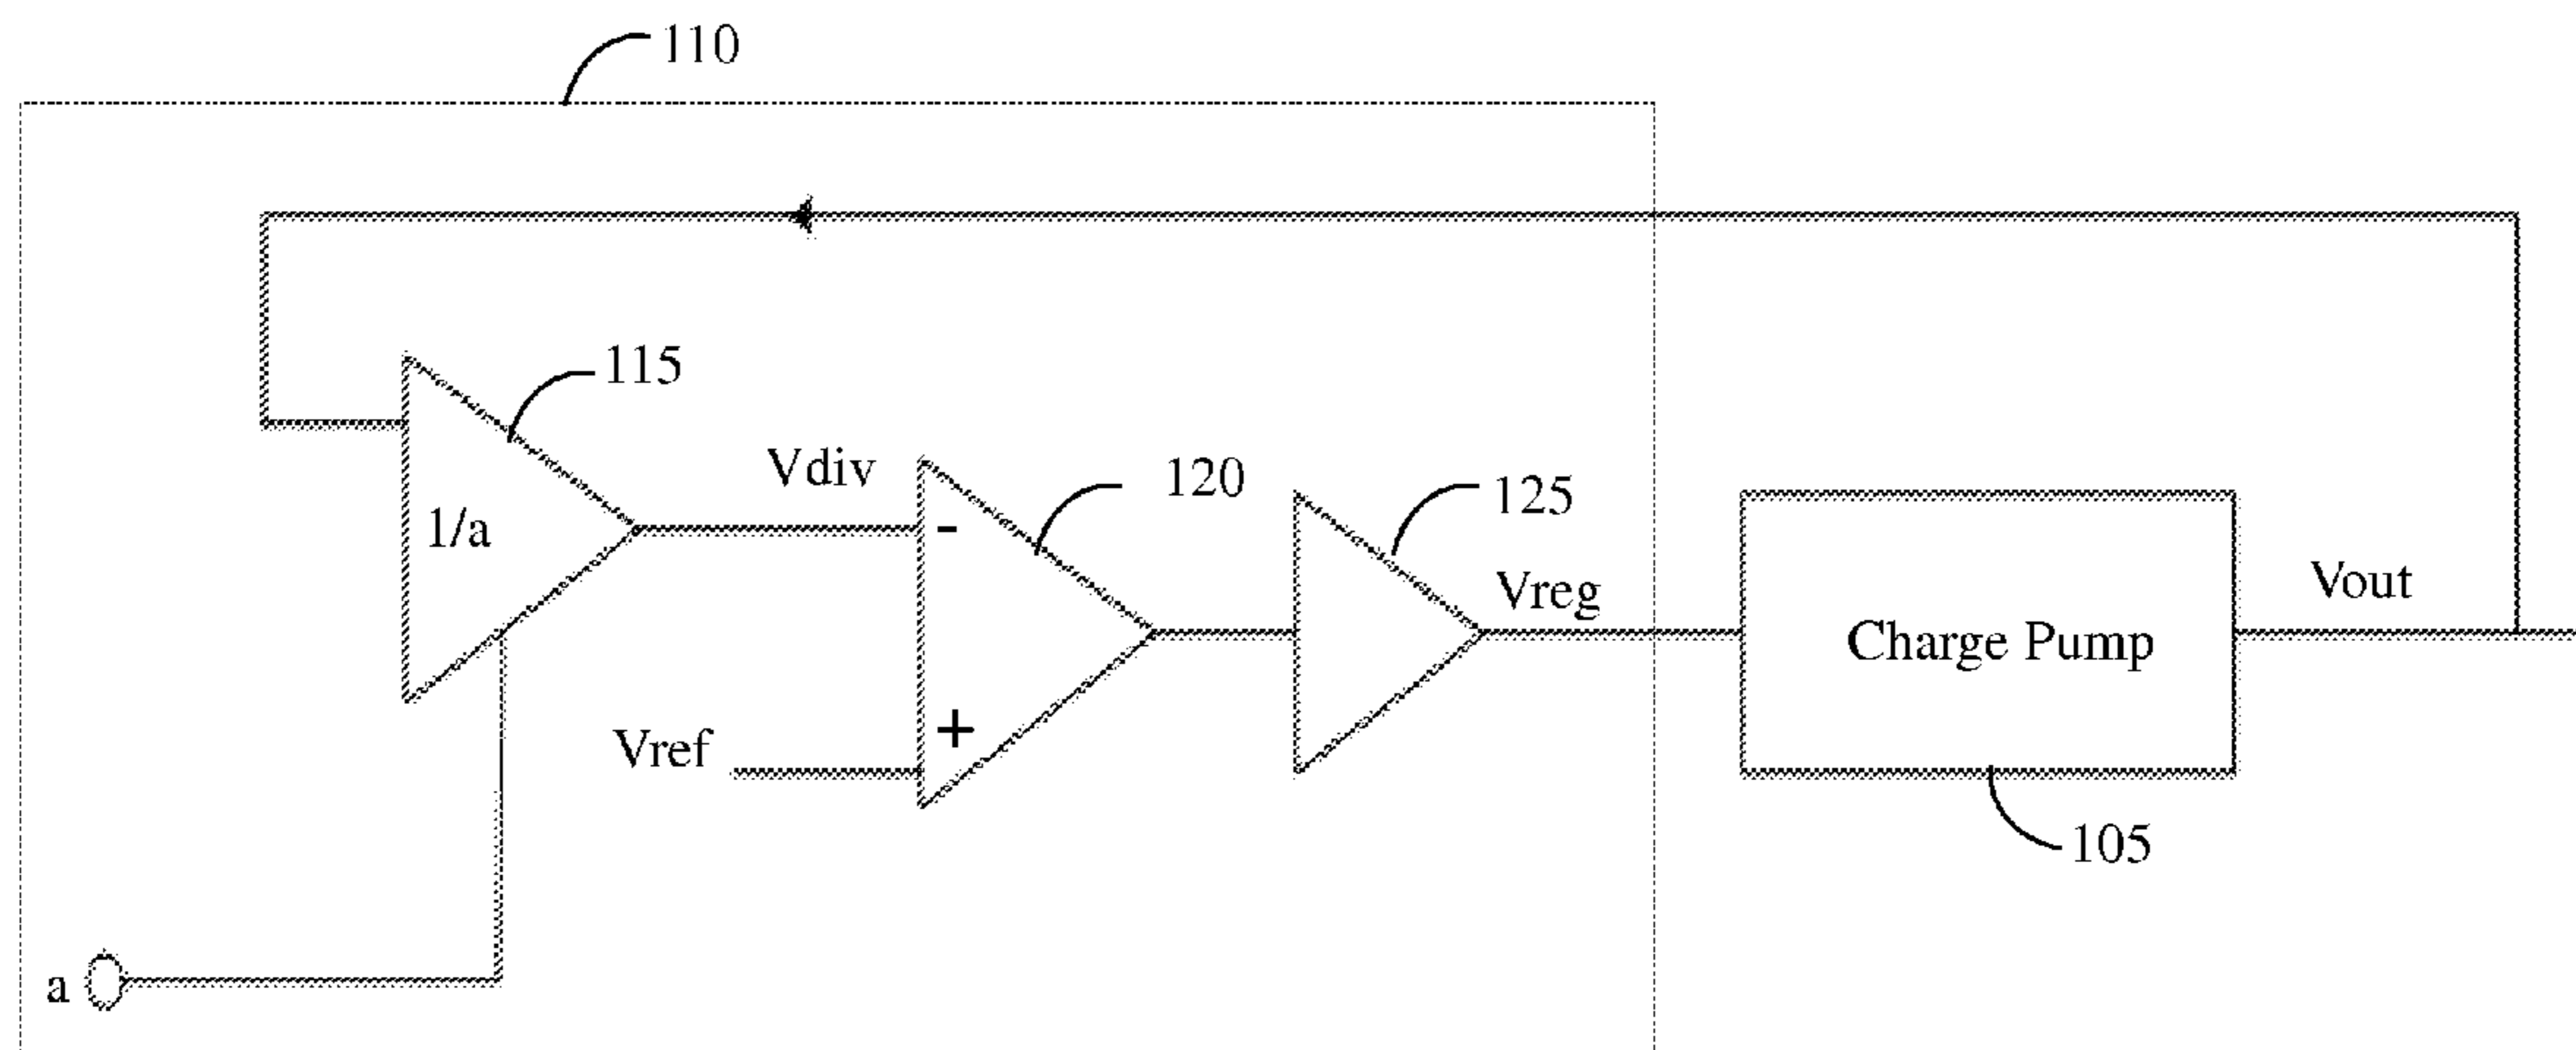 110
115
Vdiv
120
125
1/a
-
Vreg
Vout
Charge Pump
Vref
+
105
a